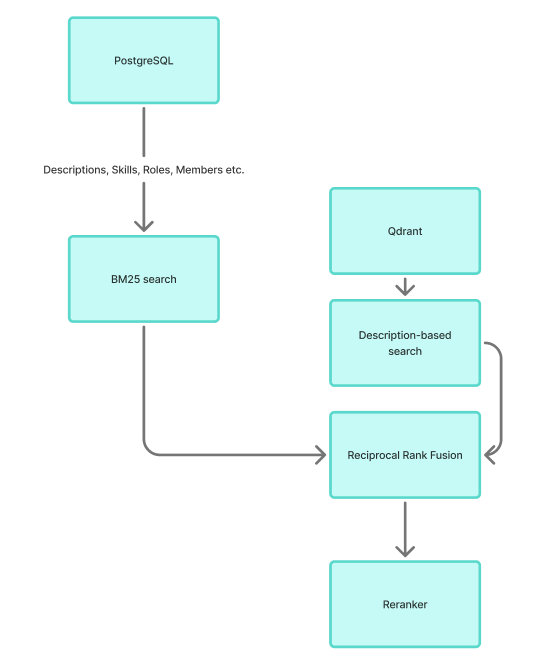 PostgreSQL
Descriptions, Skills, Roles, Members etc.
BM25 search
Qdrant
Description-based
search
Reciprocal Rank Fusion
Reranker